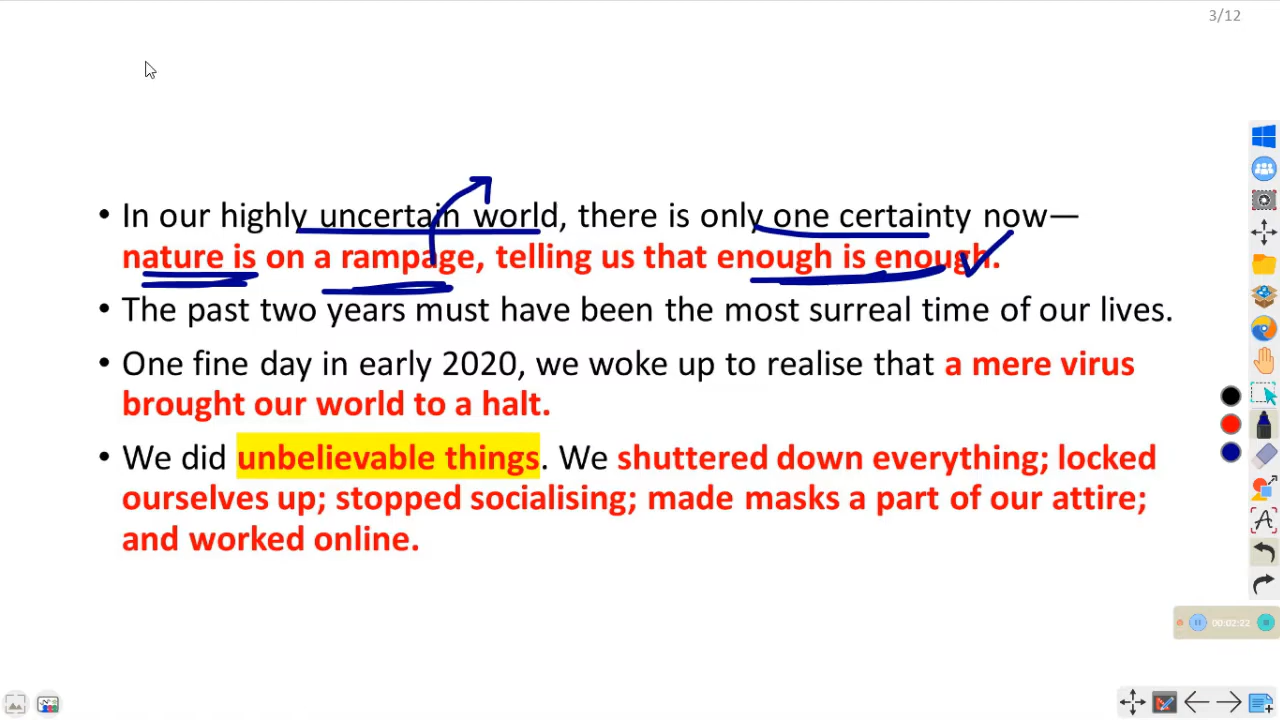 3/12
• In our highly uncertain world, there is only one certainty now—
nature is on a rampage, telling us that enough is enough.
• The past two years must have been the most surreal time of our lives.
• One fine day in early 2020, we woke up to realise that a mere virus
brought our world to a halt.
• We did unbelievable things. We shuttered down everything; locked
ourselves up; stopped socialising; made masks a part of our attire;
and worked online.
00:02:22